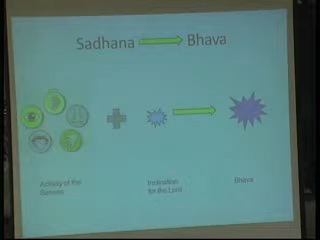 Sadhana Bhava
Activity of the
Senses
Inclination
for the Lord
Bhava